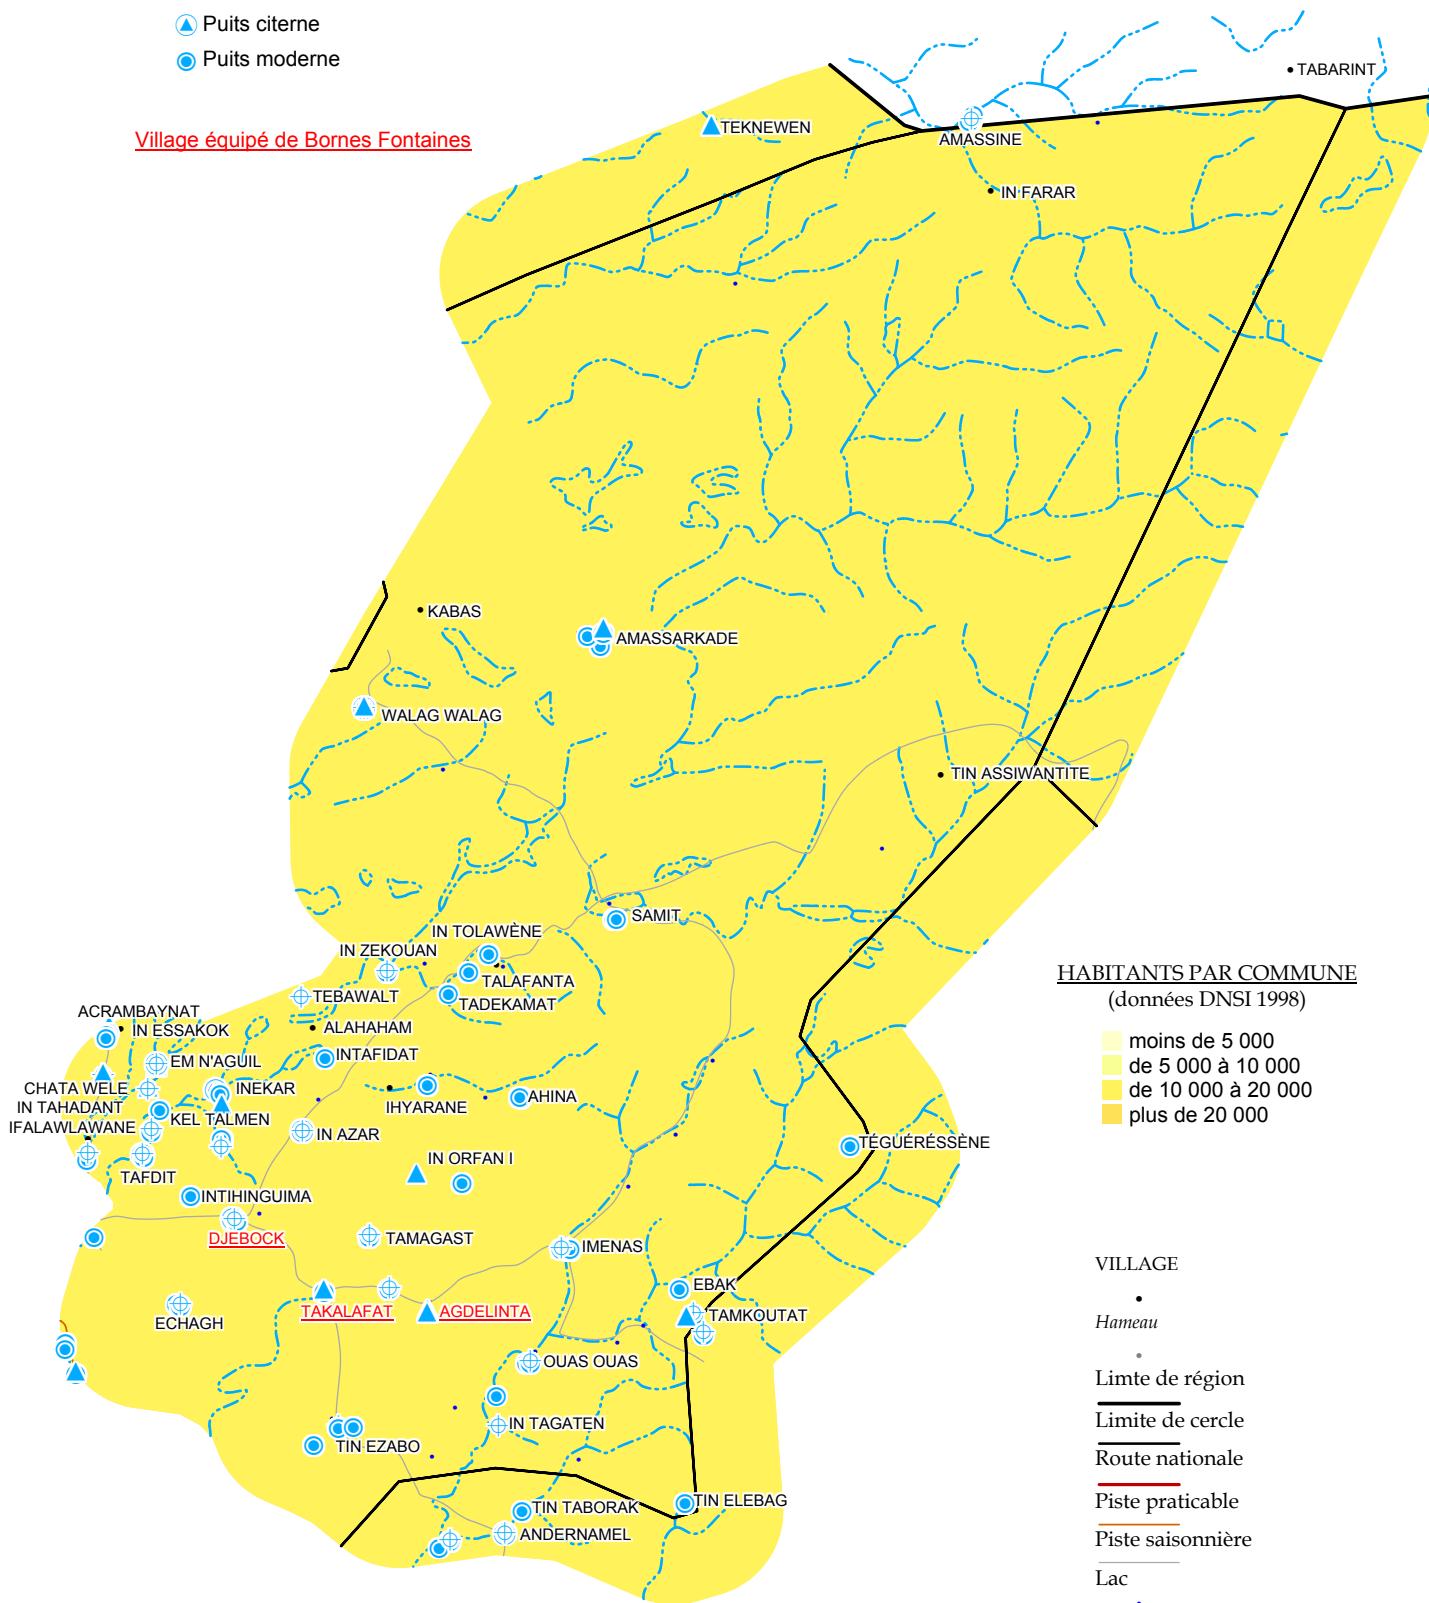 Puits citerne
Puits moderne
Village équipé de Bornes Fontaines
TABARINT
TEKNEWEN
AMASSINE
IN FARAR
KABAS
AMASSARKADE
WALAG WALAG
TIN ASSIWANTITE
SAMIT
IN TOLAWÈNE
IN ZEKOUAN
TALAFANTA
TEBAWALT
TADEKAMAT
ACRAMBAYNAT
IN ESSAKOK
ALAHAHAM
INTAFIDAT
EM N'AGUIL
CHATA WELE
INEKAR
IHYARANE
AHINA
IN TAHADANT
KEL TALMEN
IFALAWLAWANE
IN AZAR
TÉGUÉRÉSSÈNE
IN ORFAN I
TAFDIT
INTIHINGUIMA
DJEBOCK
TAMAGAST
IMENAS
EBAK
TAKALAFAT
AGDELINTA
TAMKOUTAT
ECHAGH
OUAS OUAS
IN TAGATEN
TIN EZABO
TIN TABORAK
TIN ELEBAG
ANDERNAMEL
HABITANTS PAR COMMUNE
(données DNSI 1998)
moins de 5 000
de 5 000 à 10 000
de 10 000 à 20 000
plus de 20 000
VILLAGE
Hameau
Limte de région
Limite de cercle
Route nationale
Piste praticable
Piste saisonnière
Lac